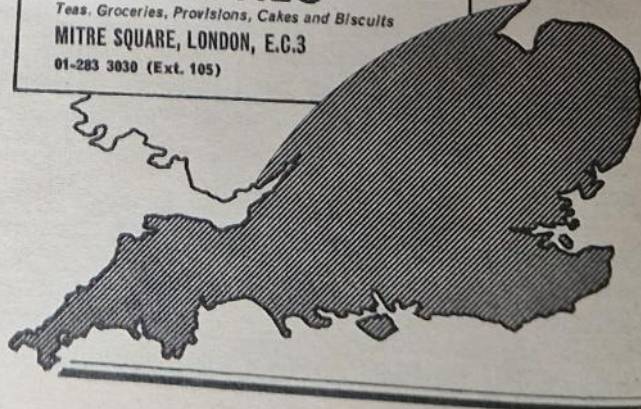 Teas, Groceries, Provisions, Cakes and Biscuits
MITRE SQUARE, LONDON, E.C.3
01-283 3030 (Ext. 105)